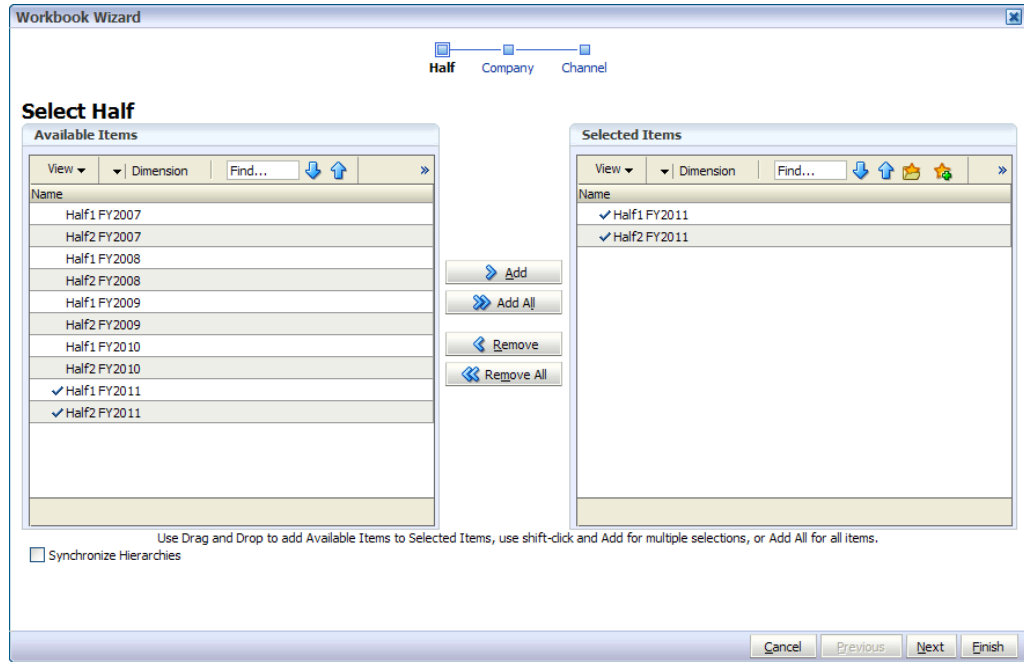 Workbook Wizard
Half Company Channel
Select Half
Available Items
View Dimension Find...
Name
Half1 FY2007
Half2 FY2007
Half1 FY2008
Half2 FY2008
Half1 FY2009
Half2 FY2009
Half1 FY2010
Half2 FY2010
Half1 FY2011
Half2 FY2011
Add
Add All
Remove
Remove All
Selected Items
View Dimension Find...
Name
Half1 FY2011
Half2 FY2011
Use Drag and Drop to add Available Items to Selected Items, use shift-click and Add for multiple selections, or Add All for all items.
Synchronize Hierarchies
Cancel Previous Next Finish